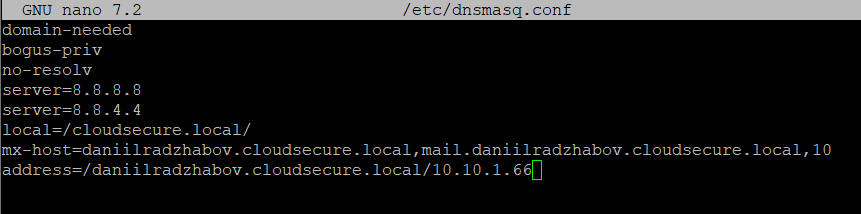 GNU nano 7.2 /etc/dnsmasq.conf
domain-needed
bogus-priv
no-resolv
server=8.8.8.8
server=8.8.4.4
local=/cloudsecure.local/
mx-host=daniilradzhabov.cloudsecure.local,mail.daniilradzhabov.cloudsecure.local,10
address=/daniilradzhabov.cloudsecure.local/10.10.1.66